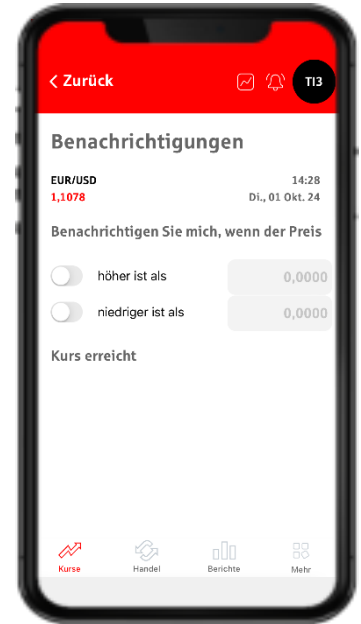 Zurück
TI3
Benachrichtigungen
EUR/USD 14:28
1,1078 Di., 01 Okt. 24
Benachrichtigen Sie mich, wenn der Preis
höher ist als 0,0000
niedriger ist als 0,0000
Kurs erreicht
Kurse Handel Berichte Mehr